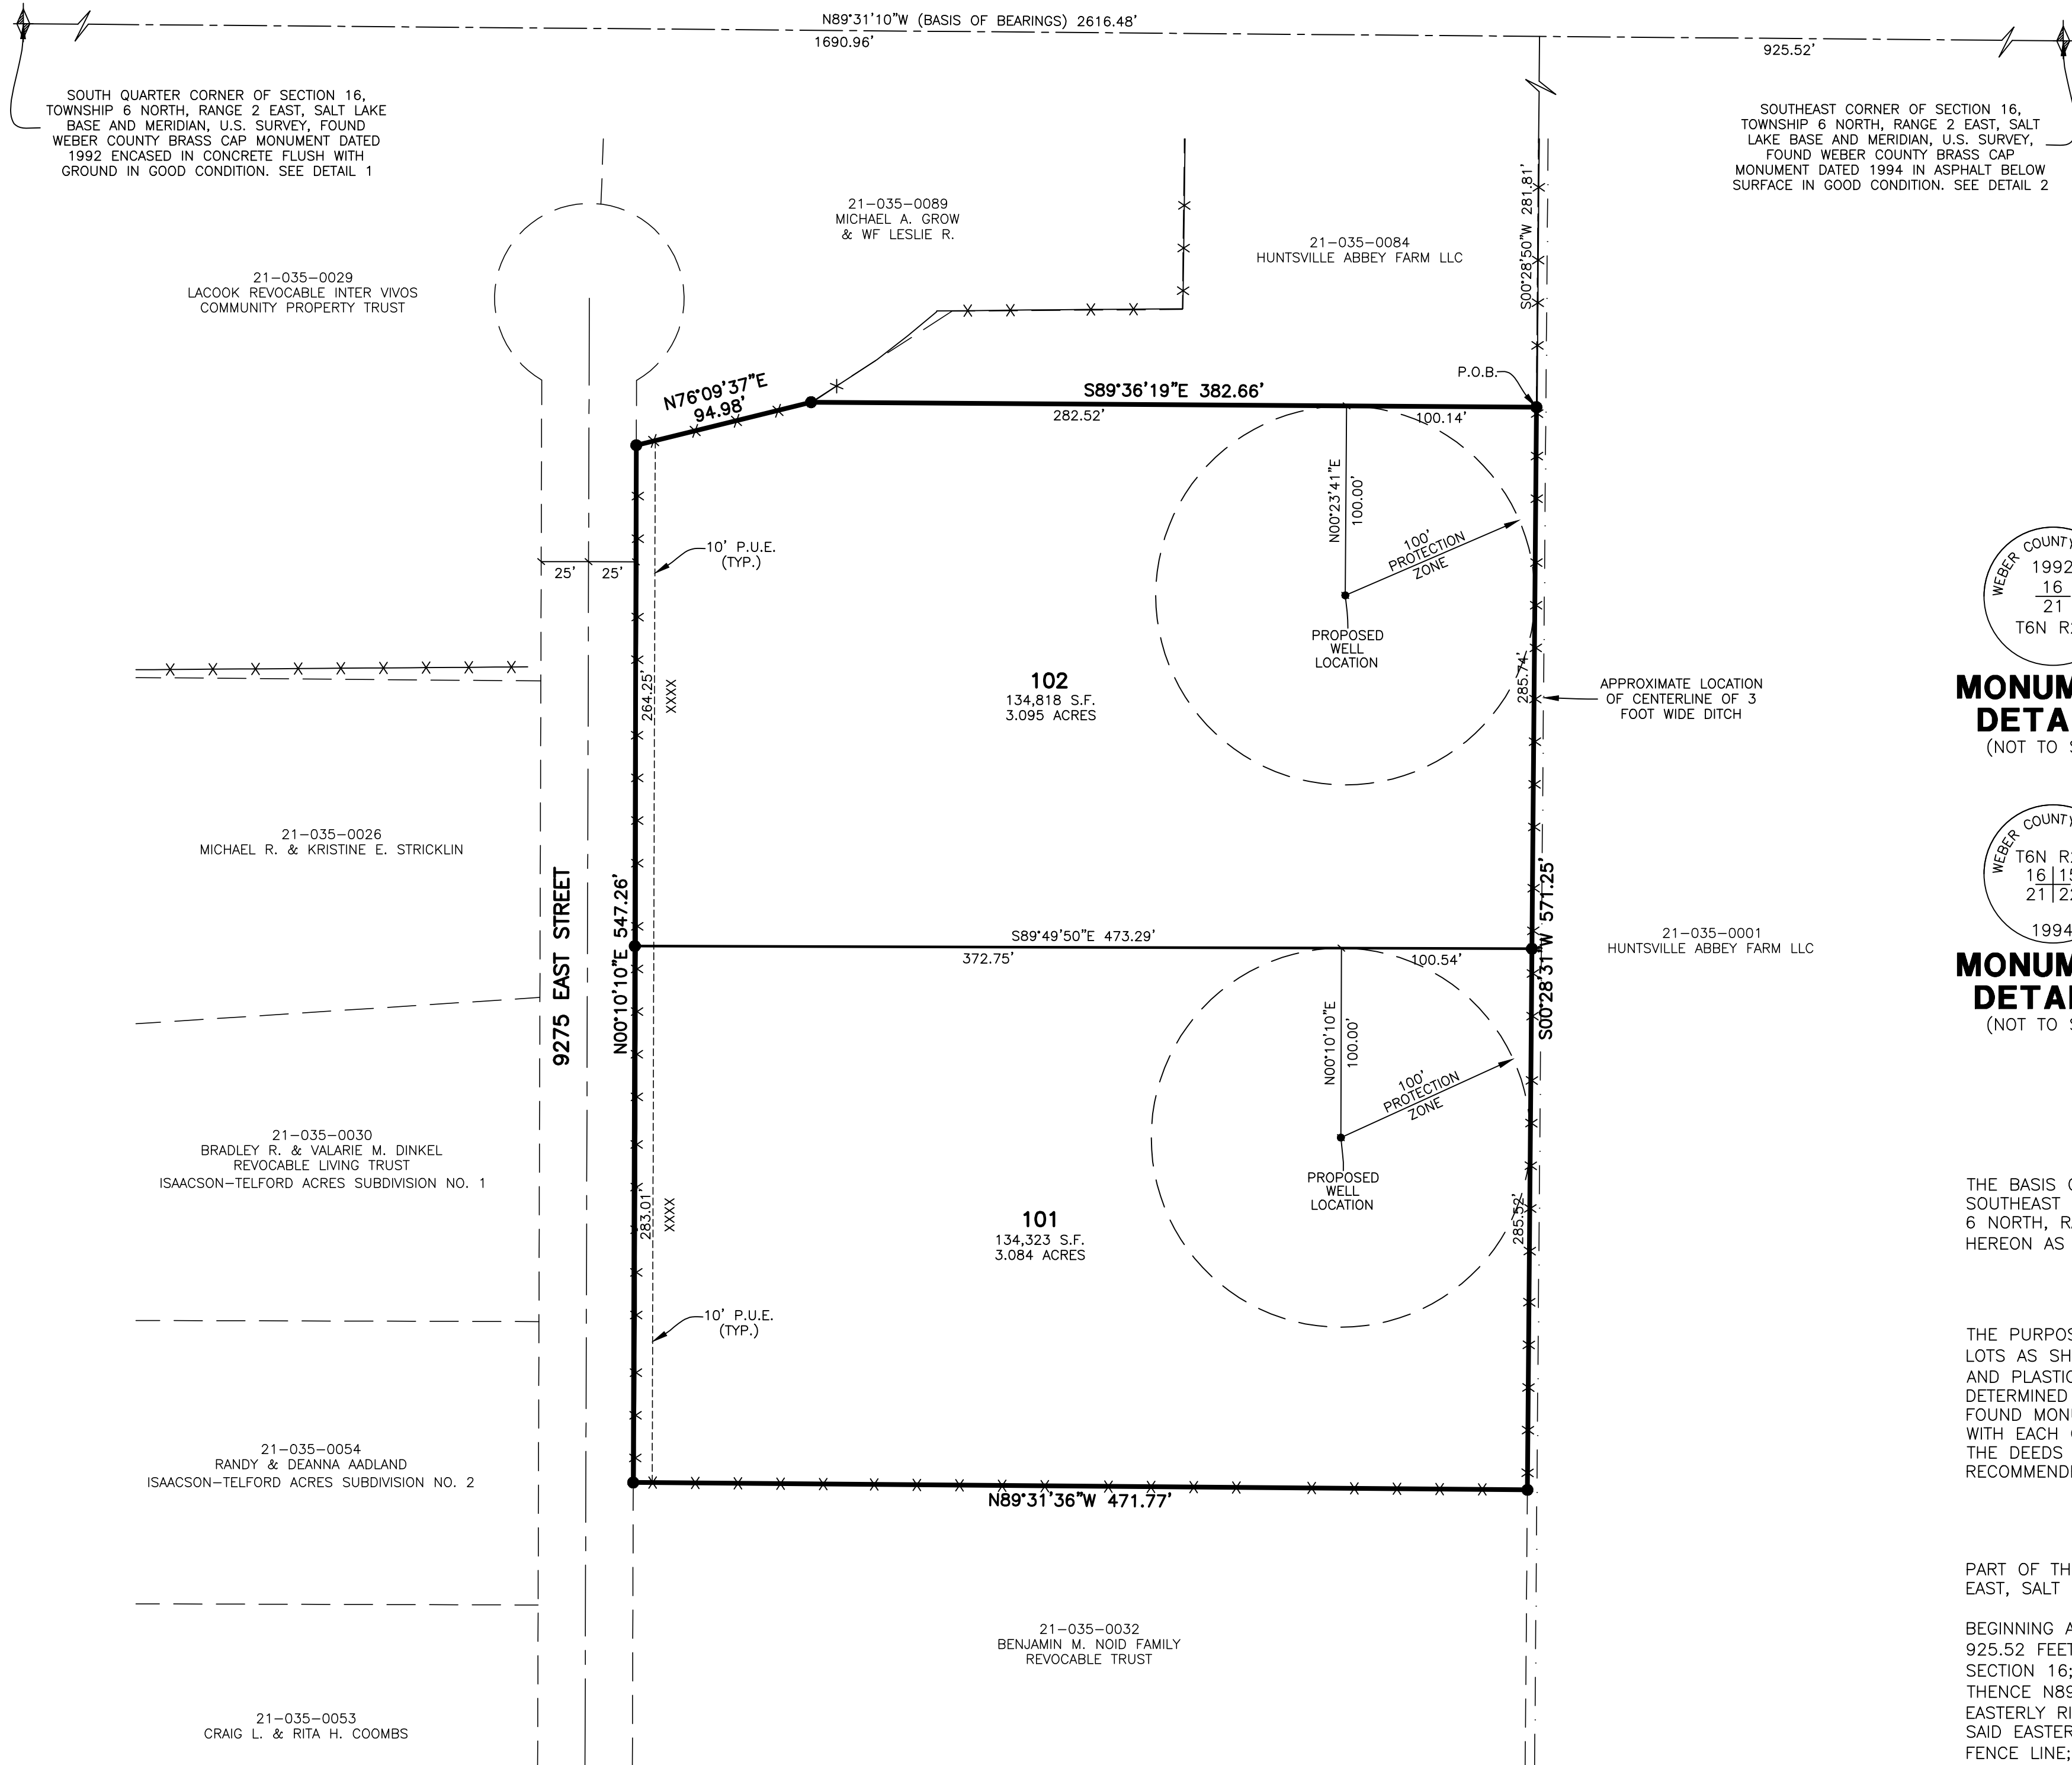 N89°31'10"W (BASIS OF BEARINGS) 2616.48'
1690.96'
925.52'
SOUTH QUARTER CORNER OF SECTION 16,
TOWNSHIP 6 NORTH, RANGE 2 EAST, SALT LAKE
BASE AND MERIDIAN, U.S. SURVEY, FOUND
WEBER COUNTY BRASS CAP MONUMENT DATED
1992 ENCASED IN CONCRETE FLUSH WITH
GROUND IN GOOD CONDITION. SEE DETAIL 1
SOUTHEAST CORNER OF SECTION 16,
TOWNSHIP 6 NORTH, RANGE 2 EAST, SALT
LAKE BASE AND MERIDIAN, U.S. SURVEY,
FOUND WEBER COUNTY BRASS CAP
MONUMENT DATED 1994 IN ASPHALT BELOW
SURFACE IN GOOD CONDITION. SEE DETAIL 2
S00°28'50"W 281.81'
21-035-0089
MICHAEL A. GROW
& WF LESLIE R.
21-035-0084
HUNTSVILLE ABBEY FARM LLC
21-035-0029
LACOOK REVOCABLE INTER VIVOS
COMMUNITY PROPERTY TRUST
P.O.B.
N76°09'37"E
94.98'
S89°36'19"E 382.66'
282.52'
100.14'
N00°23'41"E
100.00'
100'
PROTECTION
ZONE
10' P.U.E.
(TYP.)
25'
25'
PROPOSED
WELL
LOCATION
264.25'
XXXX
102
134,818 S.F.
3.095 ACRES
285.74'
APPROXIMATE LOCATION
OF CENTERLINE OF 3
FOOT WIDE DITCH
WEBER COUNTY
1992
16
21
T6N R
MONUM
DETA
(NOT TO S
21-035-0026
MICHAEL R. & KRISTINE E. STRICKLIN
9275 EAST STREET
N00°10'10"E 547.26'
S00°28'31"W 571.25'
S89°49'50"E 473.29'
372.75'
100.54'
21-035-0001
HUNTSVILLE ABBEY FARM LLC
WEBER COUNTY
T6N R
16 15
21 22
1994
MONUM
DETA
(NOT TO S
N00°10'10"E
100.00'
100'
PROTECTION
ZONE
PROPOSED
WELL
LOCATION
21-035-0030
BRADLEY R. & VALARIE M. DINKEL
REVOCABLE LIVING TRUST
ISAACSON-TELFORD ACRES SUBDIVISION NO. 1
283.01'
XXXX
101
134,323 S.F.
3.084 ACRES
285.52'
THE BASIS O
SOUTHEAST
6 NORTH, RA
HEREON AS
10' P.U.E.
(TYP.)
THE PURPOS
LOTS AS SH
AND PLASTIC
DETERMINED
FOUND MONU
WITH EACH
THE DEEDS
RECOMMEND
21-035-0054
RANDY & DEANNA AADLAND
ISAACSON-TELFORD ACRES SUBDIVISION NO. 2
N89°31'36"W 471.77'
PART OF TH
EAST, SALT
21-035-0032
BENJAMIN M. NOID FAMILY
REVOCABLE TRUST
BEGINNING A
925.52 FEET
SECTION 16;
THENCE N89
EASTERLY RI
SAID EASTER
FENCE LINE;
21-035-0053
CRAIG L. & RITA H. COOMBS